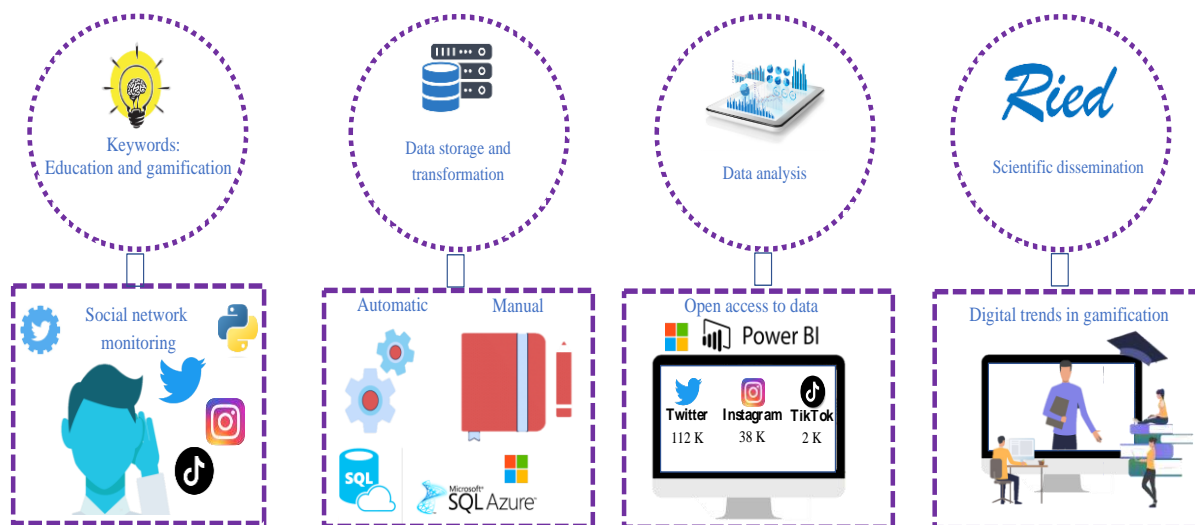 Keywords:
Education and gamification
Social network
monitoring
Data storage and
transformation
Automatic
Manual
SQL
Microsoft®
SQL Azure™
Data analysis
Open access to data
Power BI
Twitter
Instagram
TikTok
112 K
38 K
2 K
Ried
Scientific dissemination
Digital trends in gamification